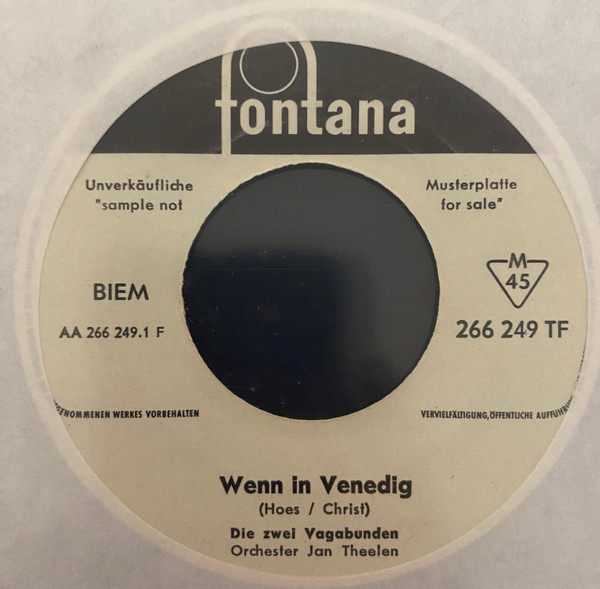 fontana
Unverkäufliche Musterplatte
"sample not for sale"
BIEM
M
45
AA 266 249.1 F
266 249 TF
GENOMMENEN WERKES VORBEHALTEN
VERVIELFÄLTIGUNG, ÖFFENTLICHE
Wenn in Venedig
(Hoes / Christ)
Die zwei Vagabunden
Orchester Jan Theelen